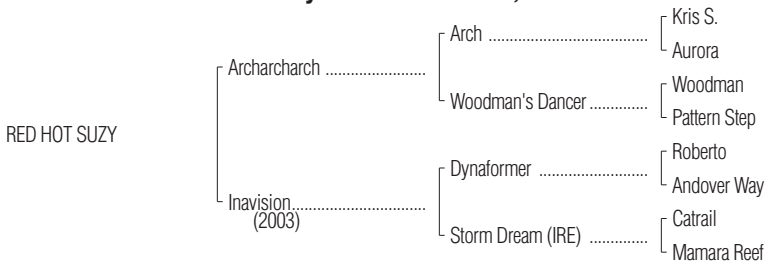 Kris S.
Arch ......................................
Aurora
Archarcharch ........................
Woodman
Woodman's Dancer ..............
Pattern Step
RED HOT SUZY
Roberto
Dynaformer ..........................
Andover Way
Inavision................................
(2003)
Catrail
Storm Dream (IRE) ..............
Mamara Reef